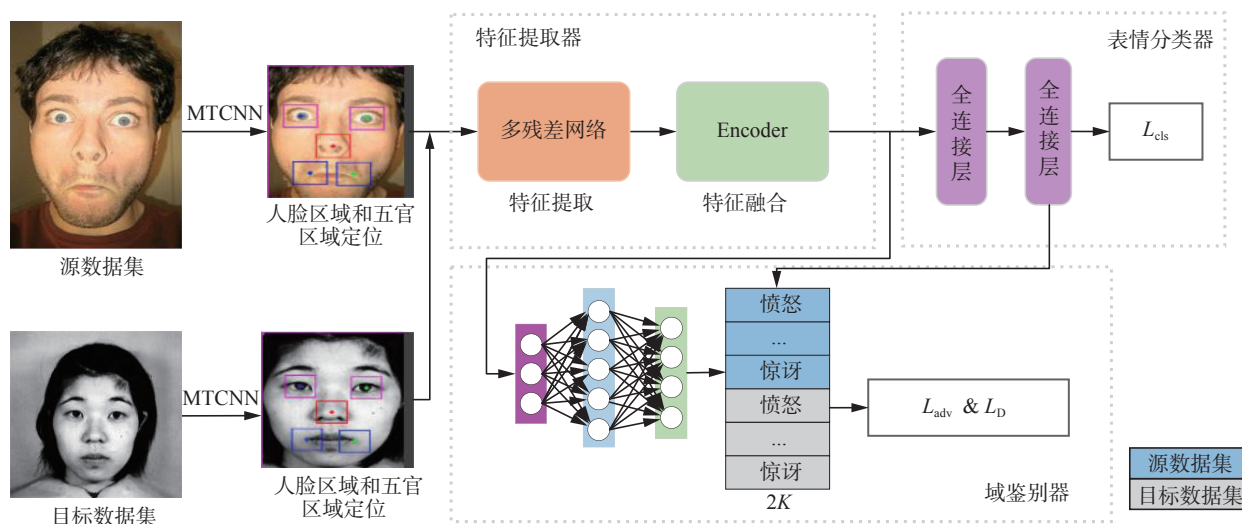 MTCNN
源数据集
人脸区域和五官
区域定位
MTCNN
目标数据集
人脸区域和五官
区域定位
特征提取器
多残差网络
Encoder
特征提取
特征融合
表情分类器
全连接层
全连接层
L_cls
愤怒
...
惊讶
愤怒
...
惊讶
2K
L_adv & L_D
域鉴别器
源数据集
目标数据集